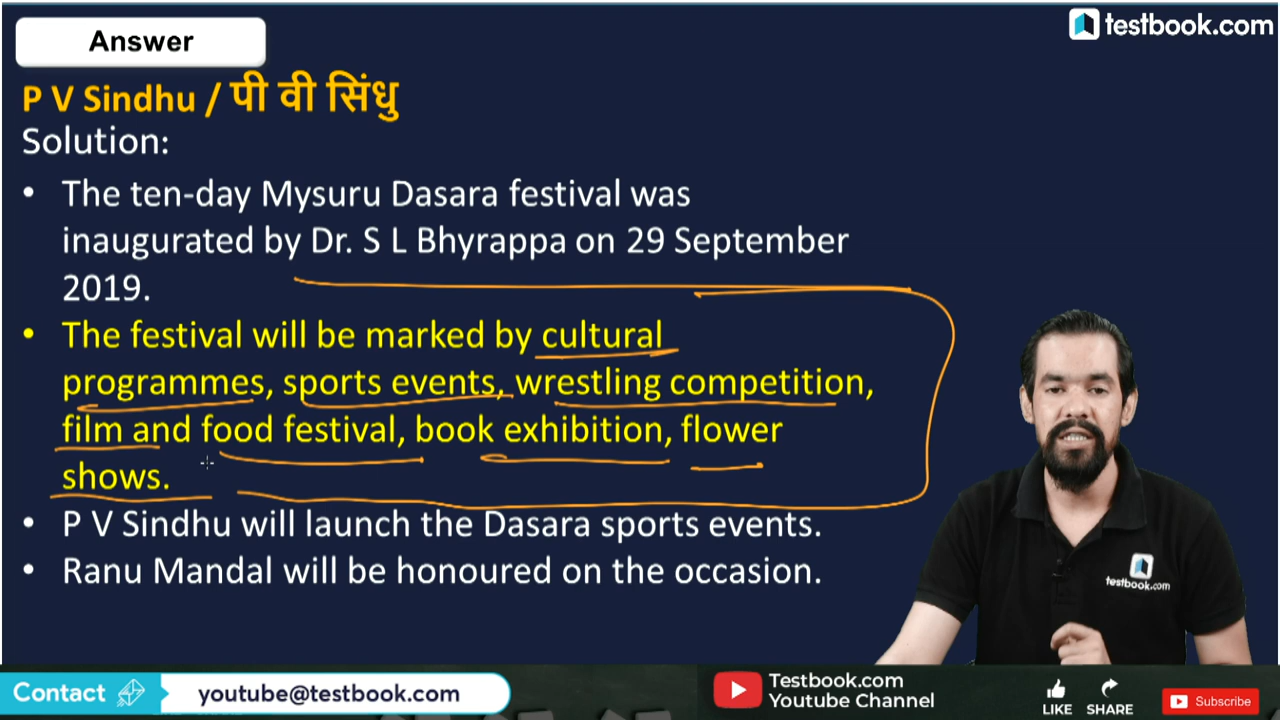 Answer
testbook.com
P V Sindhu / पी वी सिंधु
Solution:
• The ten-day Mysuru Dasara festival was
inaugurated by Dr. S L Bhyrappa on 29 September
2019.
• The festival will be marked by cultural
programmes, sports events, wrestling competition,
film and food festival, book exhibition, flower
shows.
• P V Sindhu will launch the Dasara sports events.
• Ranu Mandal will be honoured on the occasion.
testbook.com
Contact
youtube@testbook.com
Testbook.com
Youtube Channel
LIKE
SHARE
Subscribe